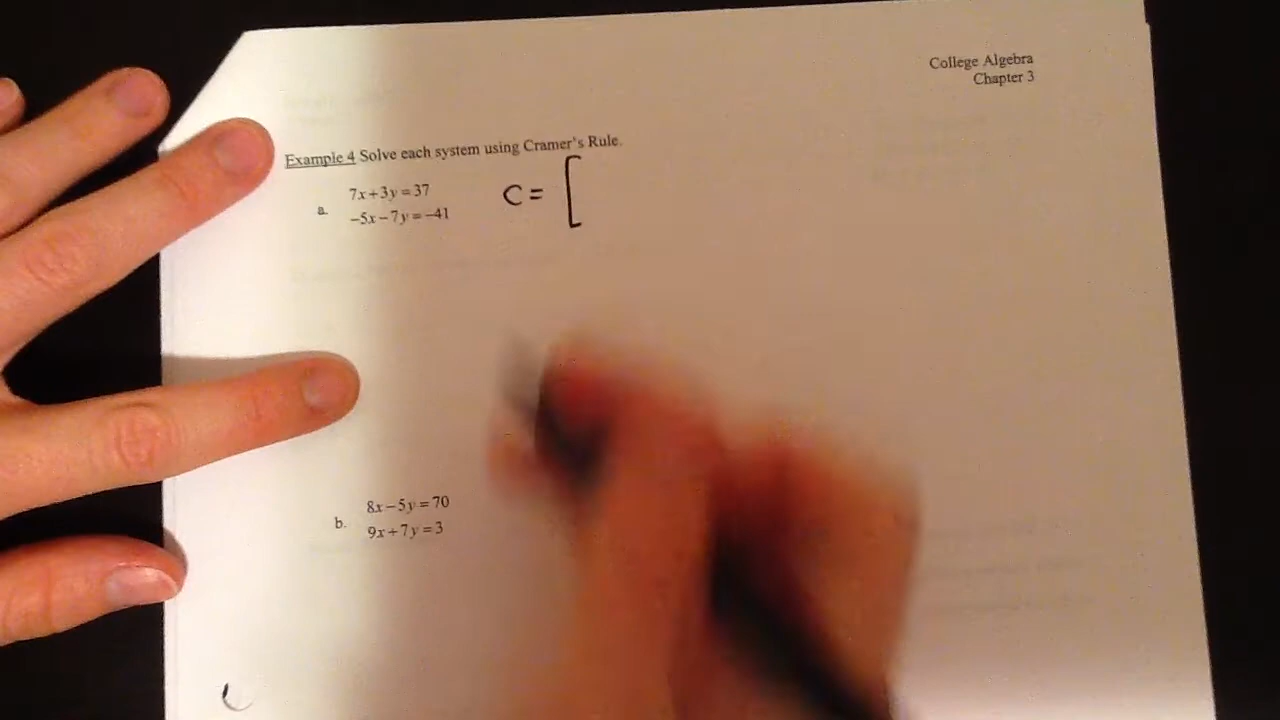 College Algebra
Chapter 3
Example 4 Solve each system using Cramer's Rule.
a.
7x+3y=37
-5x-7y=-41
C = [
b.
8x-5y=70
9x+7y=3